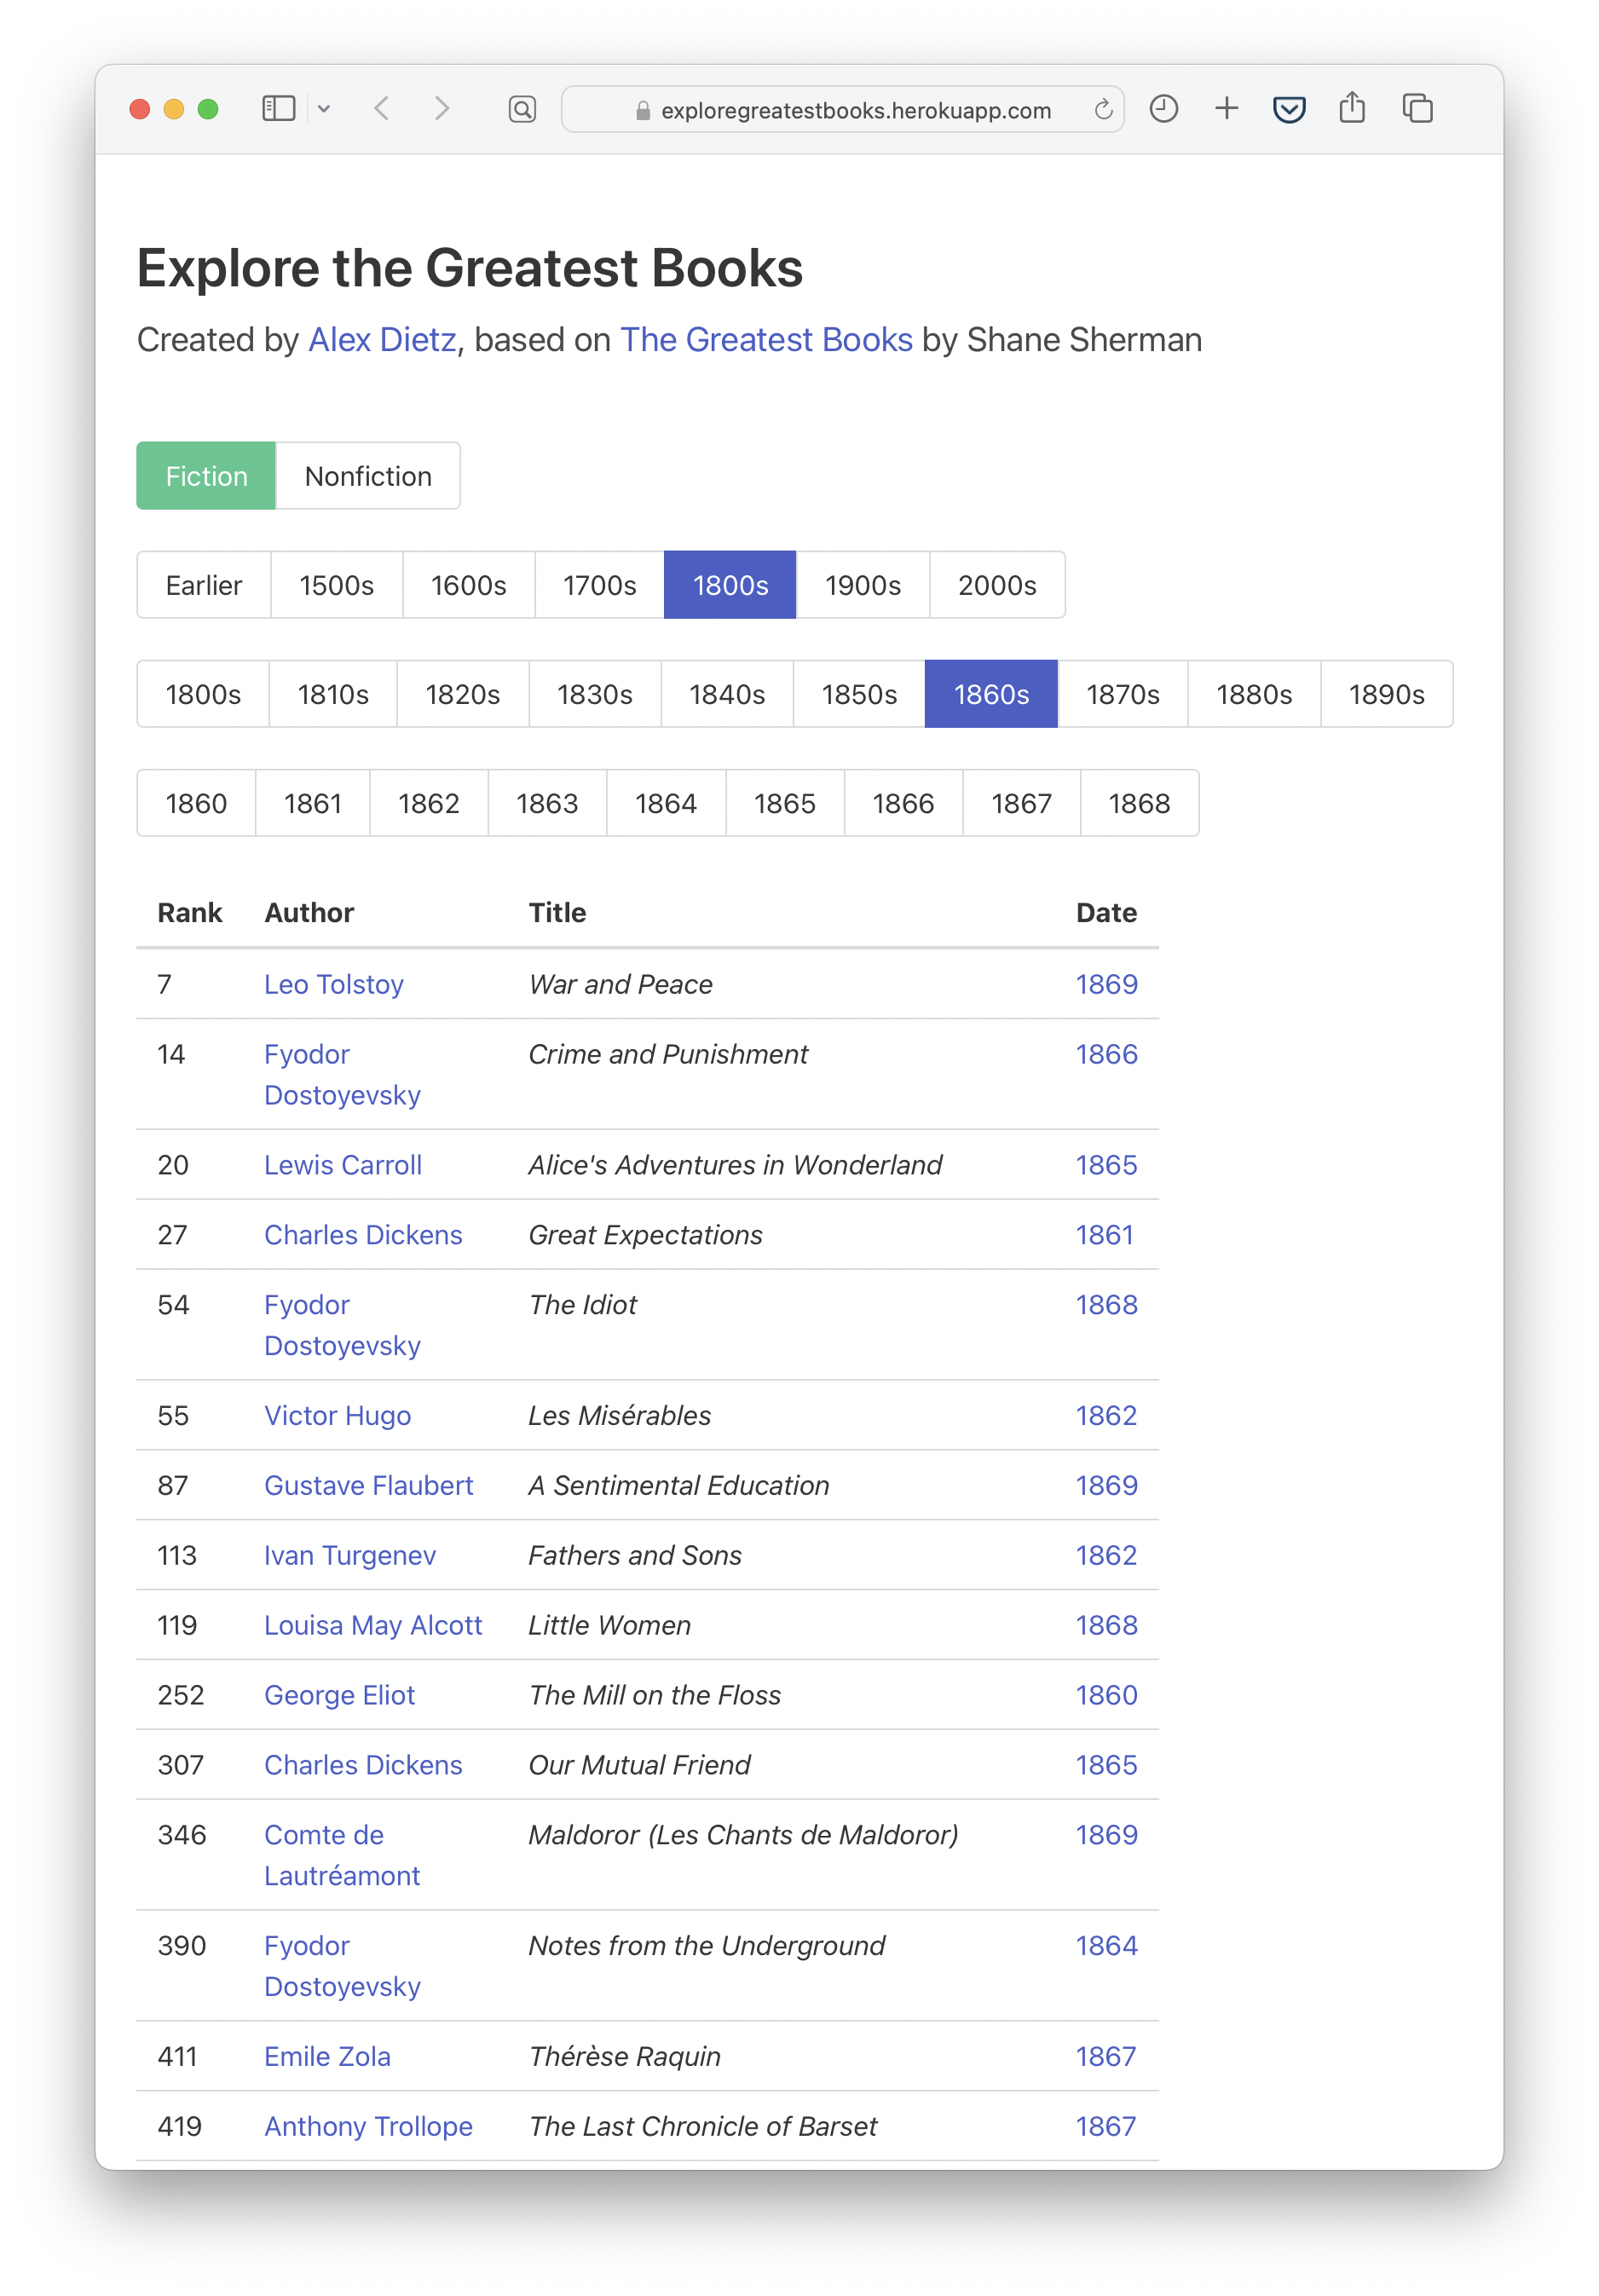 exploregreatestbooks.herokuapp.com
Explore the Greatest Books
Created by Alex Dietz, based on The Greatest Books by Shane Sherman
Fiction Nonfiction
Earlier 1500s 1600s 1700s 1800s 1900s 2000s
1800s 1810s 1820s 1830s 1840s 1850s 1860s 1870s 1880s 1890s
1860 1861 1862 1863 1864 1865 1866 1867 1868
Rank Author Title Date
7 Leo Tolstoy War and Peace 1869
14 Fyodor Crime and Punishment 1866
Dostoyevsky
20 Lewis Carroll Alice's Adventures in Wonderland 1865
27 Charles Dickens Great Expectations 1861
54 Fyodor The Idiot 1868
Dostoyevsky
55 Victor Hugo Les Misérables 1862
87 Gustave Flaubert A Sentimental Education 1869
113 Ivan Turgenev Fathers and Sons 1862
119 Louisa May Alcott Little Women 1868
252 George Eliot The Mill on the Floss 1860
307 Charles Dickens Our Mutual Friend 1865
346 Comte de Maldoror (Les Chants de Maldoror) 1869
Lautréamont
390 Fyodor Notes from the Underground 1864
Dostoyevsky
411 Emile Zola Thérèse Raquin 1867
419 Anthony Trollope The Last Chronicle of Barset 1867